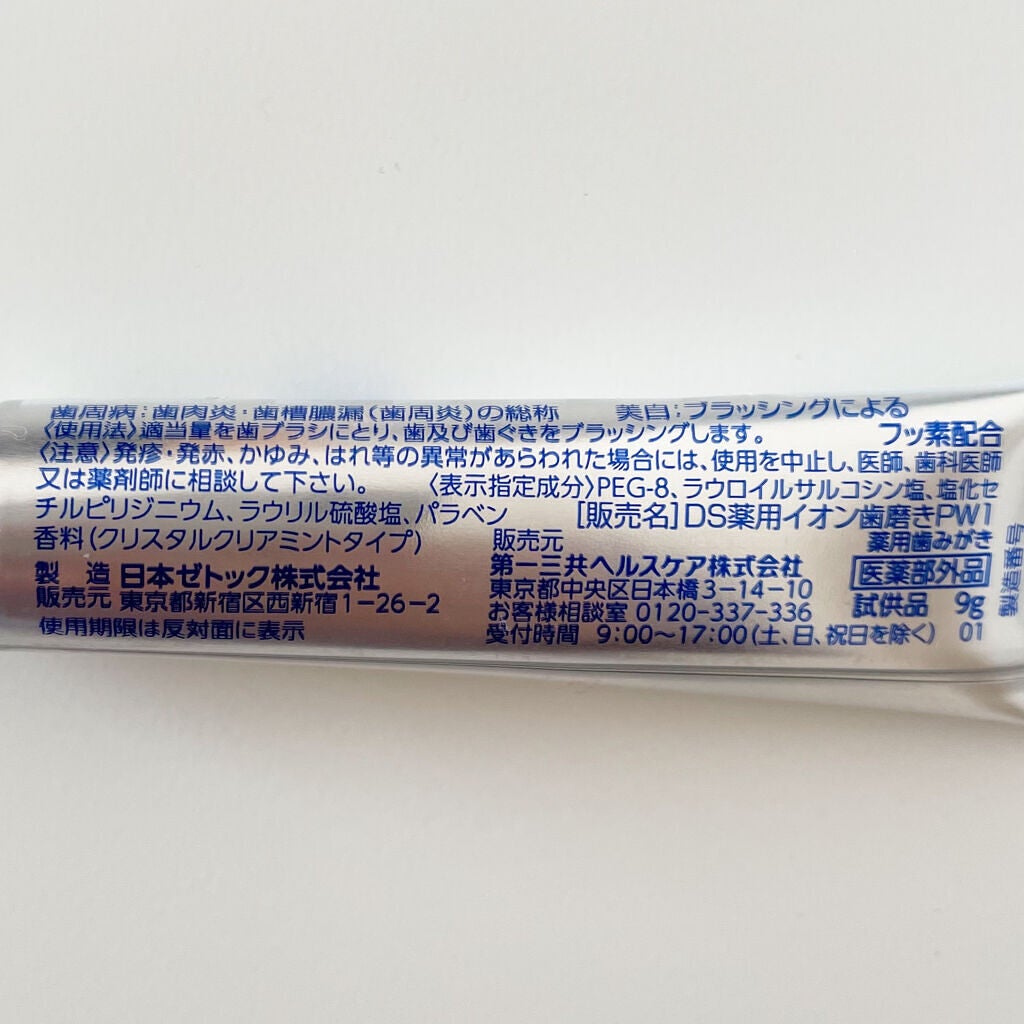 歯周病:歯肉炎・歯槽膿漏(歯周炎)の総称 美白:ブラッシングによる
〈使用法〉適当量を歯ブラシにとり、歯及び歯ぐきをブラッシングします。 フッ素配合
〈注意〉発疹・発赤、かゆみ、はれ等の異常があらわれた場合には、使用を中止し、医師、歯科医師
又は薬剤師に相談して下さい。 〈表示指定成分〉PEG-8、ラウロイルサルコシン塩、塩化セ
チルピリジニウム、ラウリル硫酸塩、パラベン [販売名]DS薬用イオン歯磨きPW1
香料(クリスタルクリアミントタイプ)
製造 日本ゼトック株式会社
販売元 東京都新宿区西新宿1-26-2
使用期限は反対面に表示
販売元
第一三共ヘルスケア株式会社
東京都中央区日本橋3-14-10
お客様相談室 0120-337-336
受付時間 9:00〜17:00(土、日、祝日を除く) 01
薬用歯みがき
医薬部外品
試供品 9g
製造番号